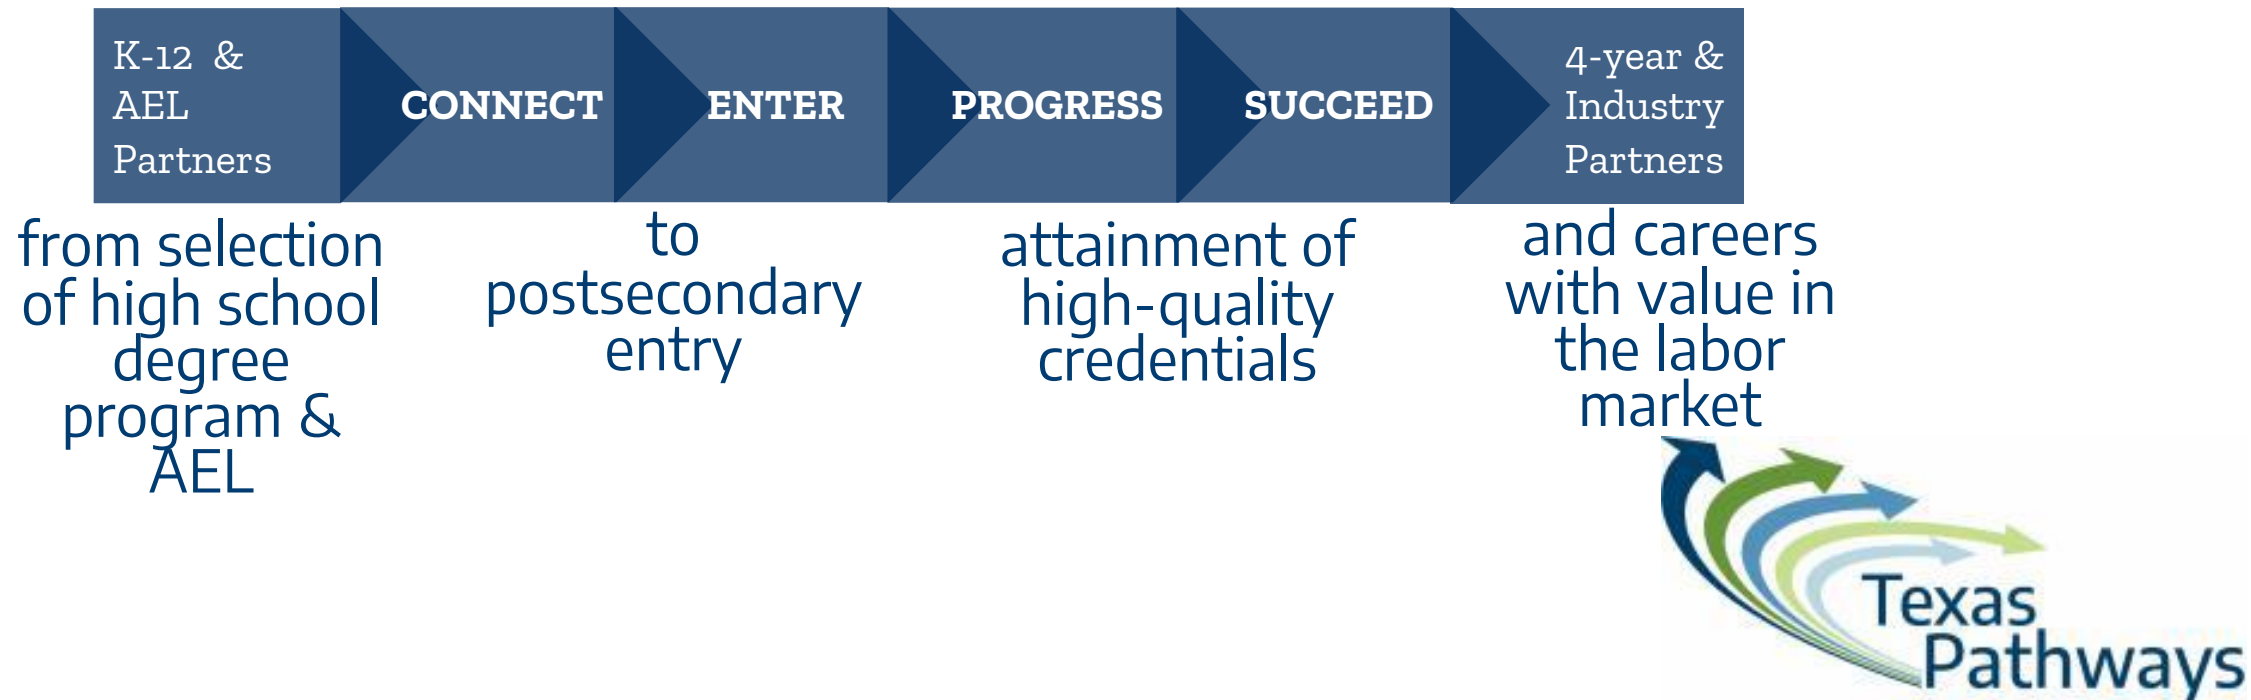 K-12 &
AEL
Partners
CONNECT
ENTER
PROGRESS
SUCCEED
4-year &
Industry
Partners
from selection
of high school
degree
program &
AEL
to
postsecondary
entry
attainment of
high-quality
credentials
and careers
with value in
the labor
market
Texas
Pathways